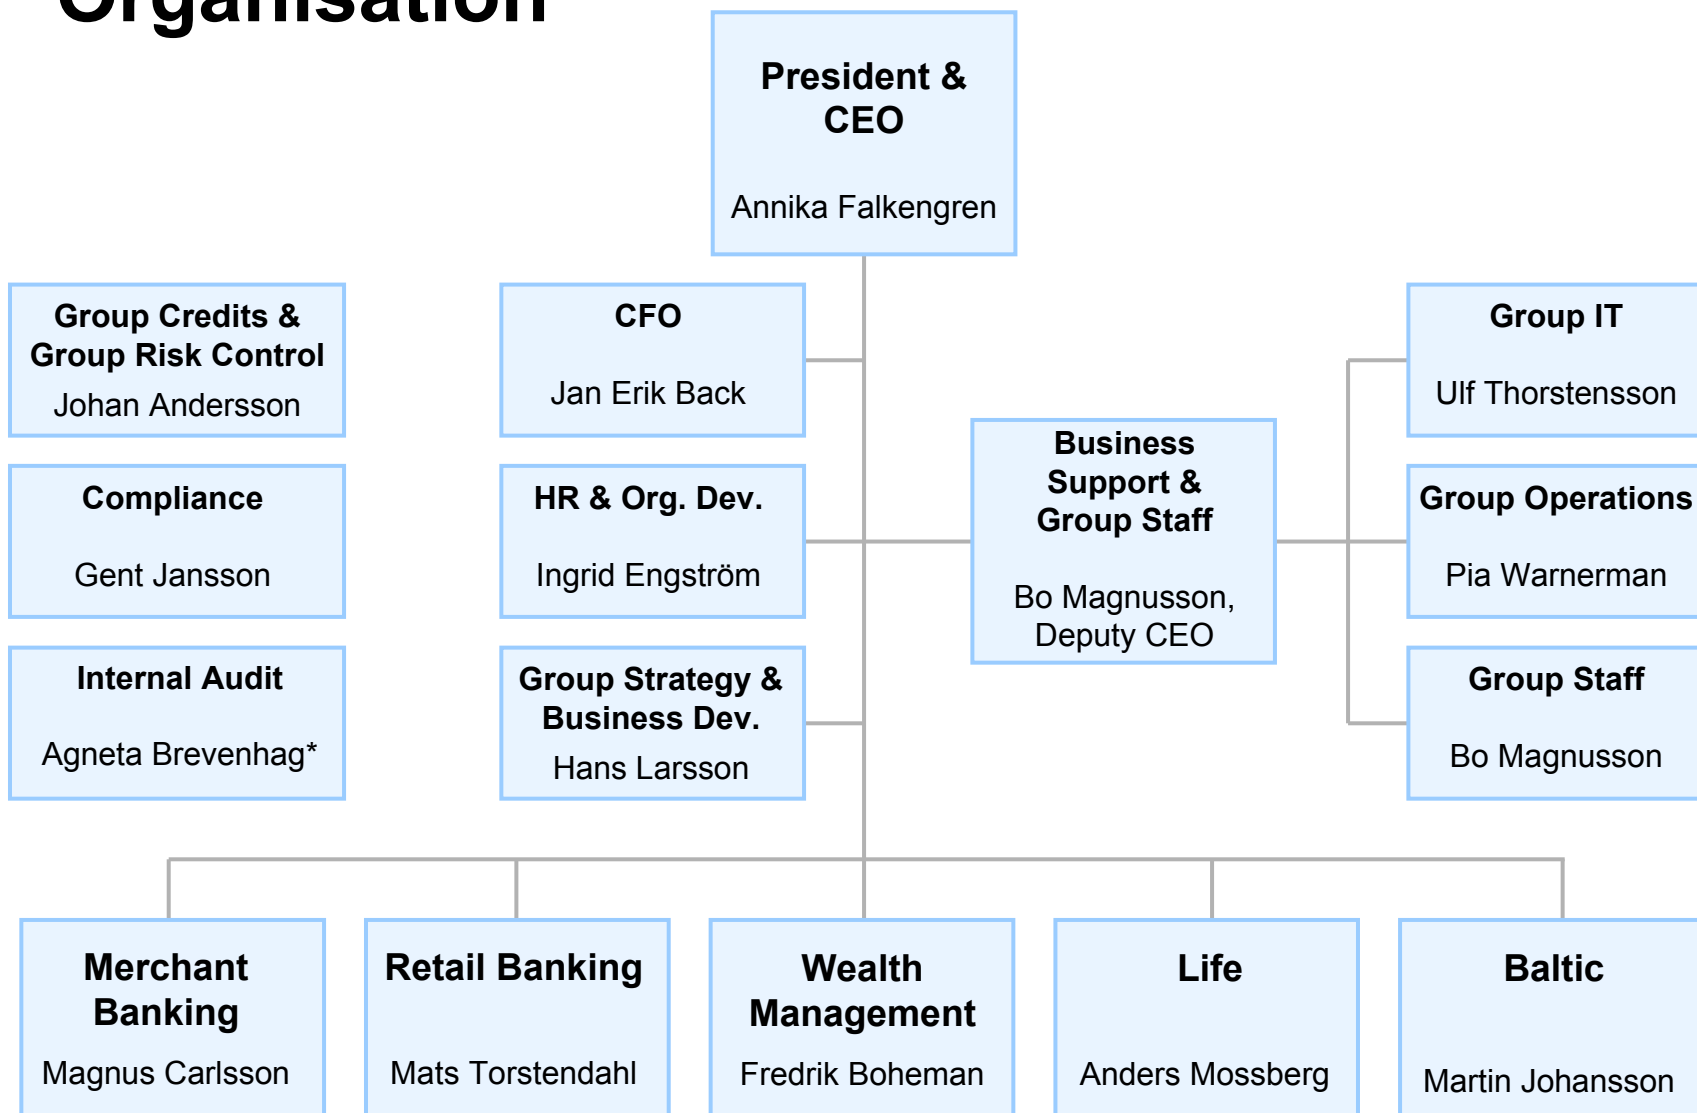 Organisation
President &
CEO
Annika Falkengren
Group Credits &
Group Risk Control
Johan Andersson
CFO
Jan Erik Back
Group IT
Ulf Thorstensson
Business
Support &
Group Staff
Bo Magnusson,
Deputy CEO
Compliance
Gent Jansson
HR & Org. Dev.
Ingrid Engström
Group Operations
Pia Warnerman
Internal Audit
Agneta Brevenhag*
Group Strategy &
Business Dev.
Hans Larsson
Group Staff
Bo Magnusson
Merchant
Banking
Magnus Carlsson
Retail Banking
Mats Torstendahl
Wealth
Management
Fredrik Boheman
Life
Anders Mossberg
Baltic
Martin Johansson